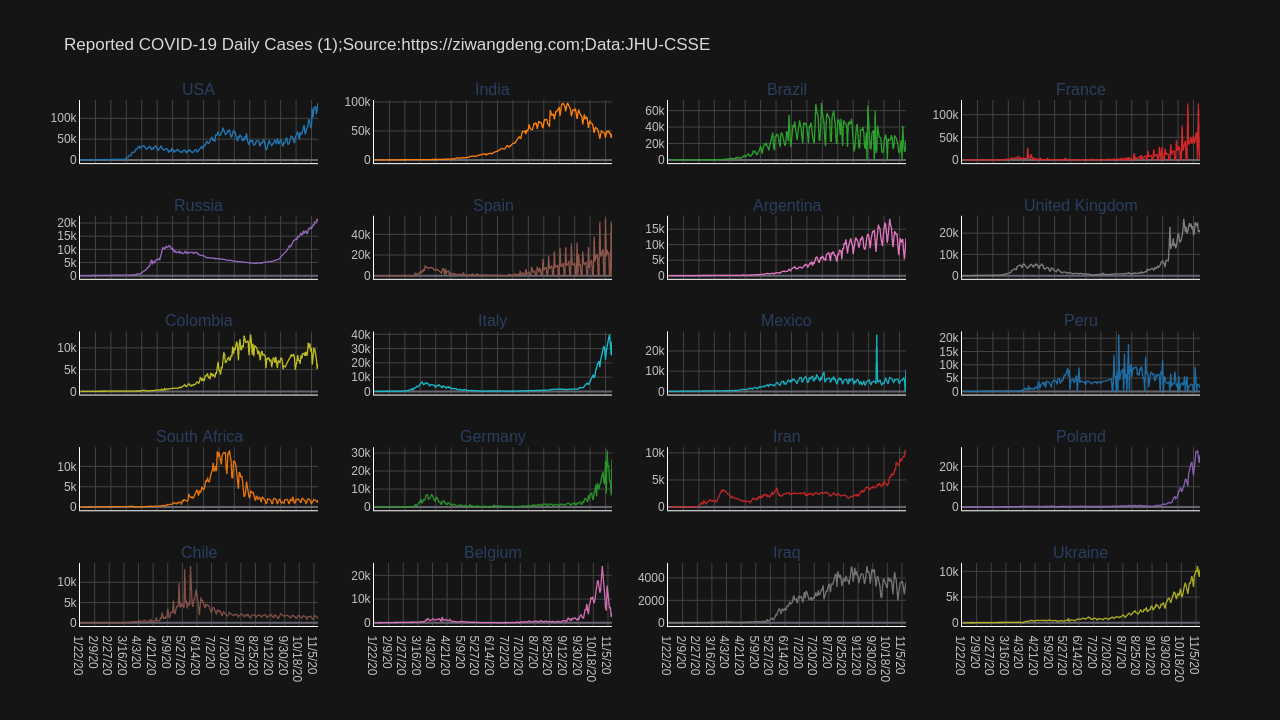 Reported COVID-19 Daily Cases (1);Source:https://ziwangdeng.com;Data:JHU-CSSE
USA
India
Brazil
France
100k
50k
0
100k
50k
0
60k
40k
20k
0
100k
50k
0
Russia
Spain
Argentina
United Kingdom
20k
15k
10k
5k
0
40k
20k
0
15k
10k
5k
0
20k
10k
0
Colombia
Italy
Mexico
Peru
10k
5k
0
40k
30k
20k
10k
0
20k
10k
0
20k
15k
10k
5k
0
South Africa
Germany
Iran
Poland
10k
5k
0
30k
20k
10k
0
10k
5k
0
20k
10k
0
Chile
Belgium
Iraq
Ukraine
10k
5k
0
20k
10k
0
4000
2000
0
10k
5k
0
1/22/20
2/9/20
3/16/20
4/3/20
4/21/20
5/9/20
5/27/20
6/14/20
7/2/20
7/20/20
8/7/20
8/25/20
9/12/20
9/30/20
10/18/20
11/5/20
1/22/20
2/9/20
3/16/20
4/3/20
4/21/20
5/9/20
5/27/20
6/14/20
7/2/20
7/20/20
8/7/20
8/25/20
9/12/20
9/30/20
10/18/20
11/5/20
1/22/20
2/9/20
3/16/20
4/3/20
4/21/20
5/9/20
5/27/20
6/14/20
7/2/20
7/20/20
8/7/20
8/25/20
9/12/20
9/30/20
10/18/20
11/5/20
1/22/20
2/9/20
3/16/20
4/3/20
4/21/20
5/9/20
5/27/20
6/14/20
7/2/20
7/20/20
8/7/20
8/25/20
9/12/20
9/30/20
10/18/20
11/5/20